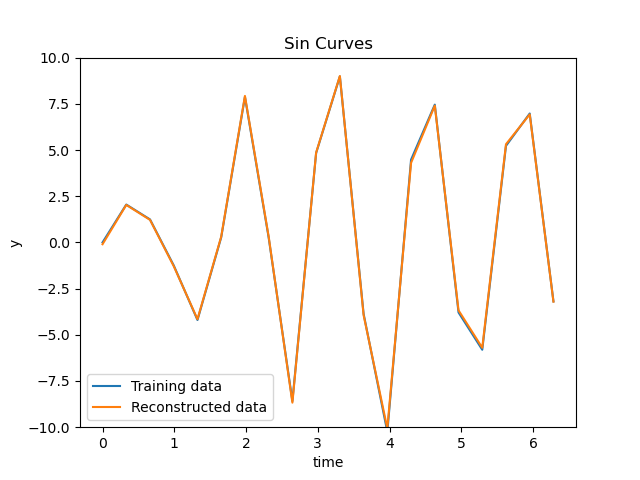 Sin Curves
10.0
7.5
5.0
2.5
0.0
−2.5
−5.0
−7.5
−10.0
y
Training data
Reconstructed data
0 1 2 3 4 5 6
time